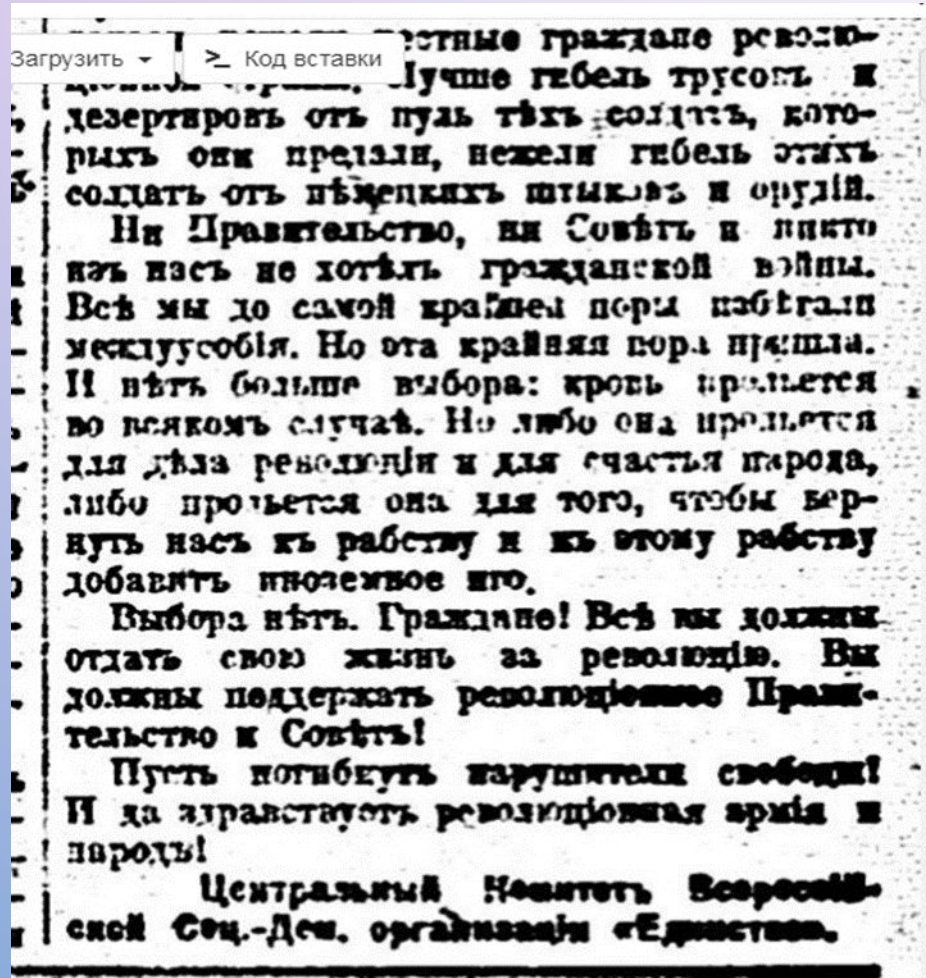 естные граждане револю-
Загрузить
>_ Код вставки
Лучше гибель трусовъ и
дезертировъ отъ пуль тѣхъ солдатъ, кото-
рыхъ они предали, нежели гибель этихъ
солдатъ отъ нѣмецкихъ штыковъ и орудій.
Ни Правительство, ни Совѣтъ и никто
изъ насъ не хотѣлъ гражданской войны.
Всѣ мы до самой крайней поры избѣгали
междуусобія. Но эта крайняя пора пришла.
И нѣтъ больше выбора: кровь прольется
во всякомъ случаѣ. Но либо она прольется
для дѣла революціи и для счастья народа,
либо прольется она для того, чтобы вер-
нуть насъ къ рабству и къ этому рабству
добавить иноземное иго.
Выбора нѣтъ. Граждане! Всѣ вы должны
отдать свою жизнь за революцію. Вы
должны поддержать революціонное Прави-
тельство и Совѣтъ!
Пусть погибнутъ нарушители свободы!
И да здравствуетъ революціонная армія и
народъ!
Центральный Комитетъ Всероссій-
ской Соц.-Дем. организаціи «Единство».